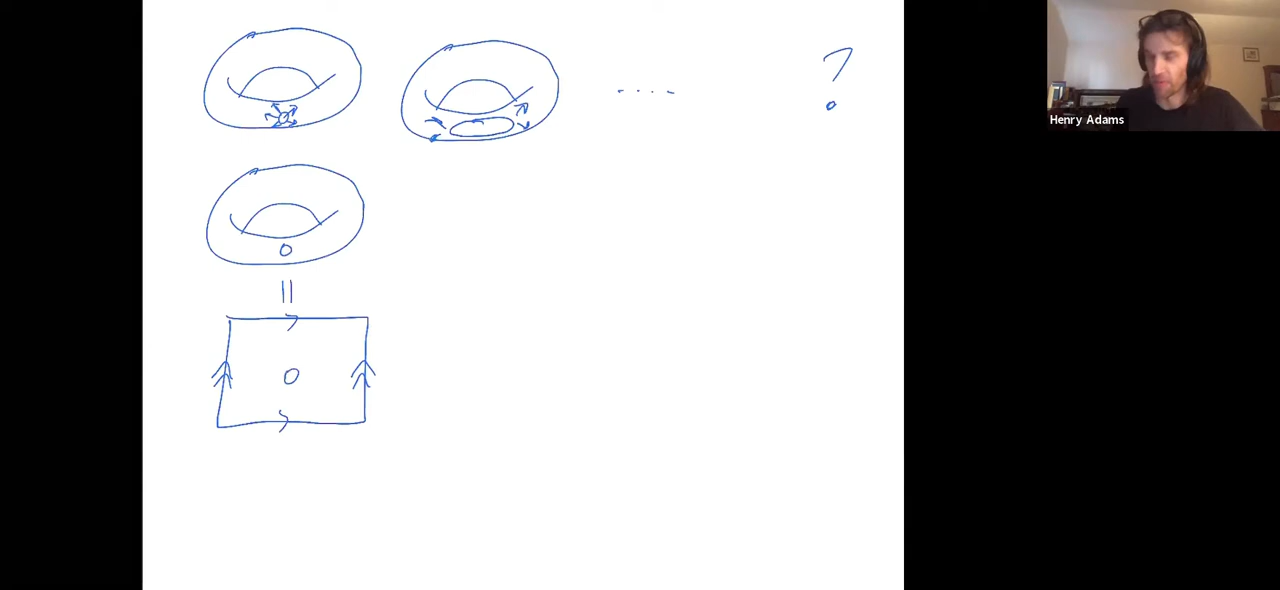 ....
?
Henry Adams
=